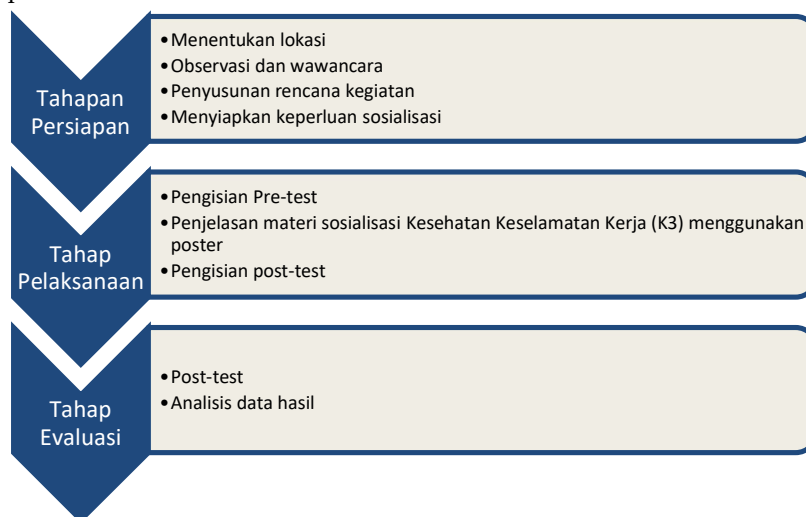 Tahapan
Persiapan
•Menentukan lokasi
•Observasi dan wawancara
•Penyusunan rencana kegiatan
•Menyiapkan keperluan sosialisasi
Tahap
Pelaksanaan
•Pengisian Pre-test
•Penjelasan materi sosialisasi Kesehatan Keselamatan Kerja (K3) menggunakan
poster
•Pengisian post-test
Tahap
Evaluasi
•Post-test
•Analisis data hasil